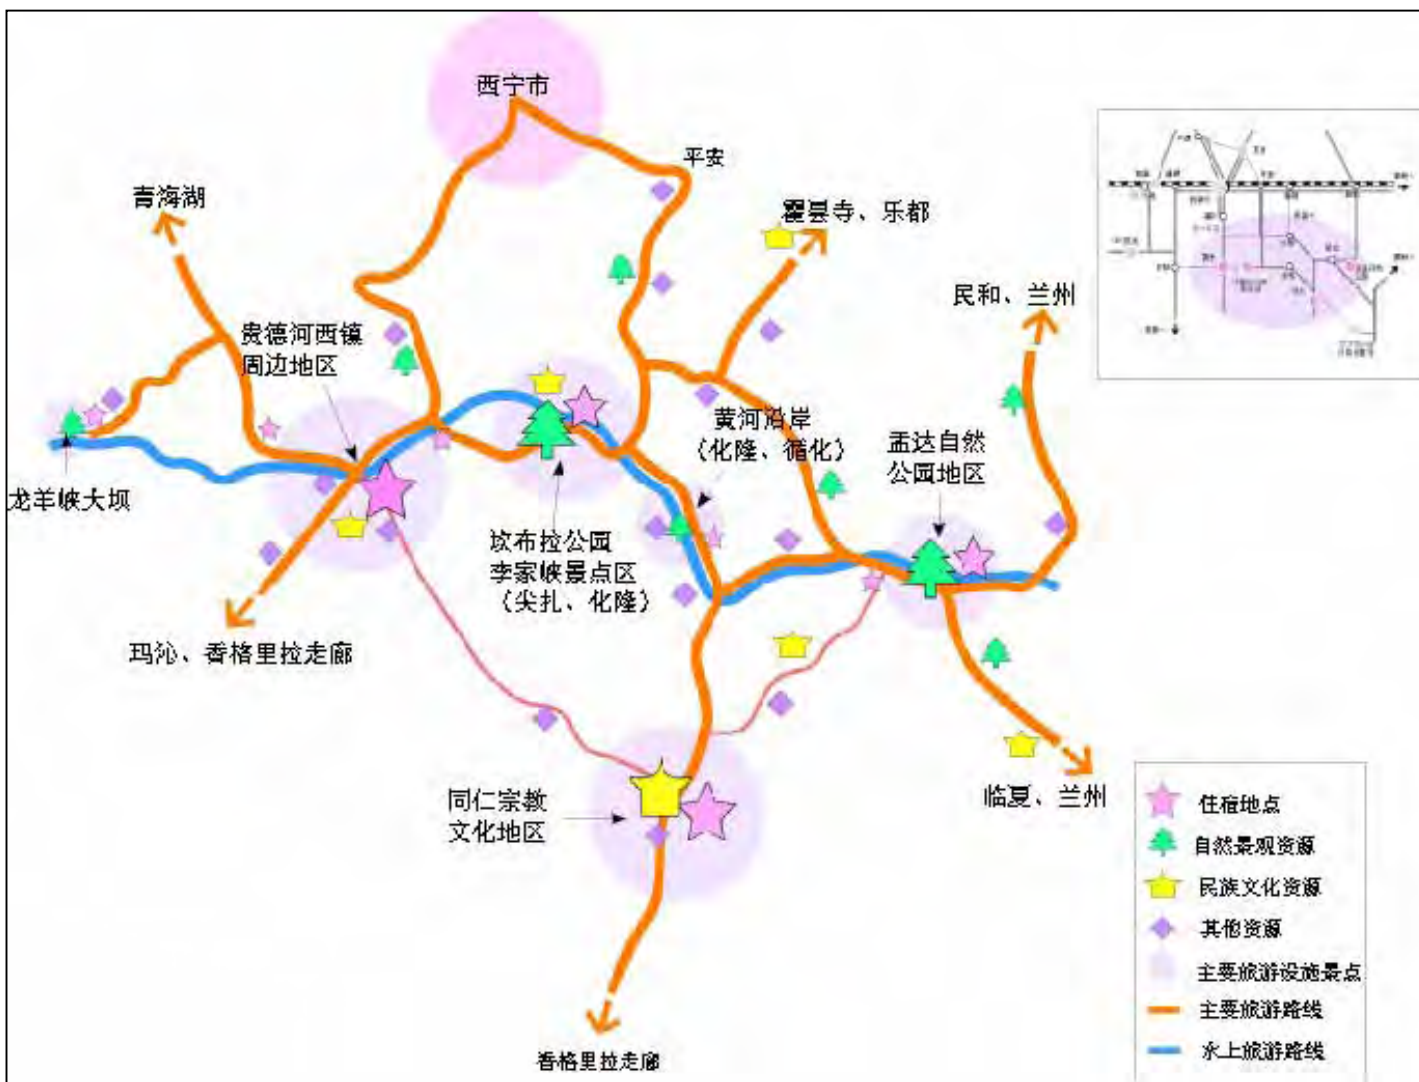 西宁市
平安
青海湖
瞿昙寺、乐都
民和、兰州
贵德河西镇
周边地区
黄河沿岸
（化隆、循化）
孟达自然
公园地区
龙羊峡大坝
坎布拉公园
李家峡景点区
（尖扎、化隆）
玛沁、香格里拉走廊
同仁宗教
文化地区
临夏、兰州
香格里拉走廊
住宿地点
自然景观资源
民族文化资源
其他资源
主要旅游设施景点
主要旅游路线
水上旅游路线